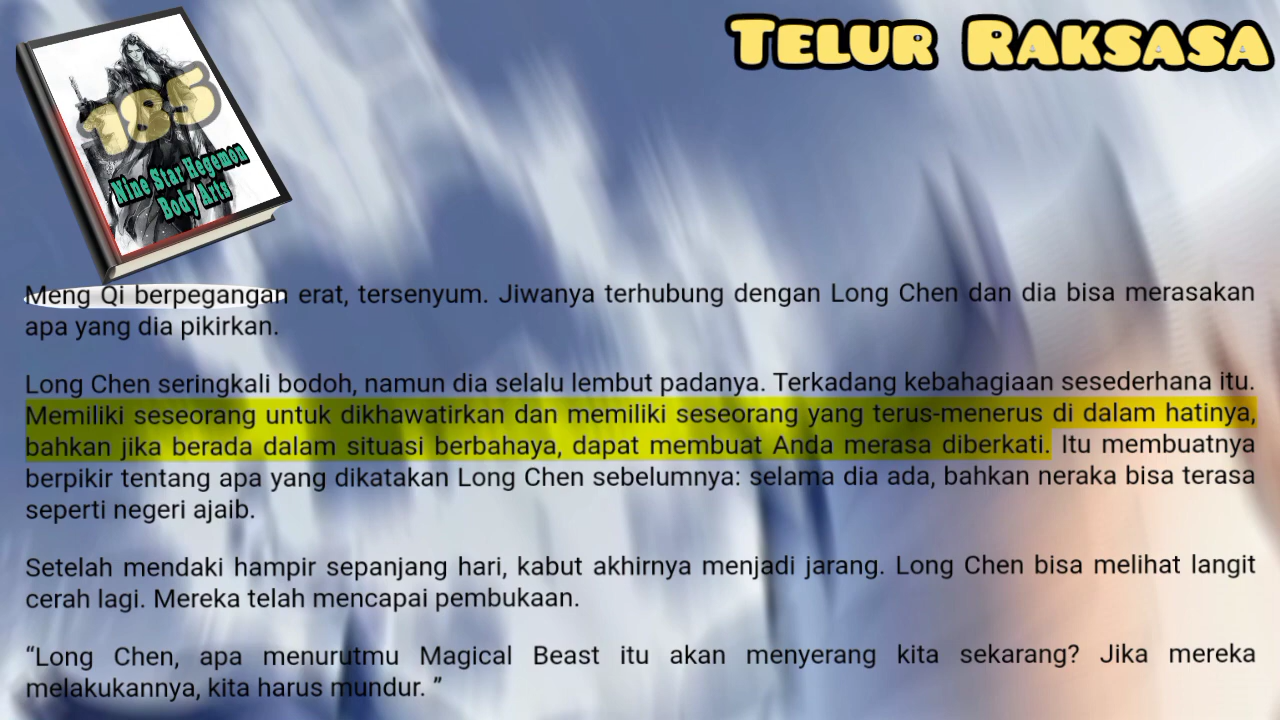 Telur Raksasa
185
Nine Star Hegemon
Body Arts
Meng Qi berpegangan erat, tersenyum. Jiwanya terhubung dengan Long Chen dan dia bisa merasakan
apa yang dia pikirkan.
Long Chen seringkali bodoh, namun dia selalu lembut padanya. Terkadang kebahagiaan sesederhana itu.
Memiliki seseorang untuk dikhawatirkan dan memiliki seseorang yang terus-menerus di dalam hatinya,
bahkan jika berada dalam situasi berbahaya, dapat membuat Anda merasa diberkati. Itu membuatnya
berpikir tentang apa yang dikatakan Long Chen sebelumnya: selama dia ada, bahkan neraka bisa terasa
seperti negeri ajaib.
Setelah mendaki hampir sepanjang hari, kabut akhirnya menjadi jarang. Long Chen bisa melihat langit
cerah lagi. Mereka telah mencapai pembukaan.
“Long Chen, apa menurutmu Magical Beast itu akan menyerang kita sekarang? Jika mereka
melakukannya, kita harus mundur. ”